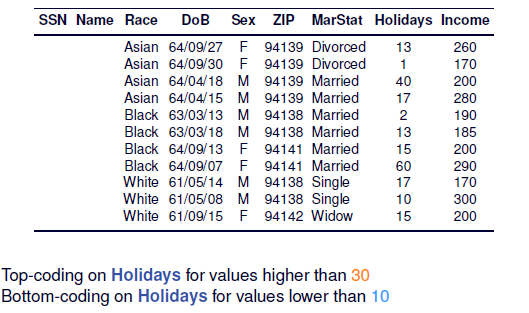 SSN Name Race DoB Sex ZIP MarStat Holidays Income
Asian 64/09/27 F 94139 Divorced 13 260
Asian 64/09/30 F 94139 Divorced 1 170
Asian 64/04/18 M 94139 Married 40 200
Asian 64/04/15 M 94139 Married 17 280
Black 63/03/13 M 94138 Married 2 190
Black 63/03/18 M 94138 Married 13 185
Black 64/09/13 F 94141 Married 15 200
Black 64/09/07 F 94141 Married 60 290
White 61/05/14 M 94138 Single 17 170
White 61/05/08 M 94138 Single 10 300
White 61/09/15 F 94142 Widow 15 200
Top-coding on Holidays for values higher than 30
Bottom-coding on Holidays for values lower than 10